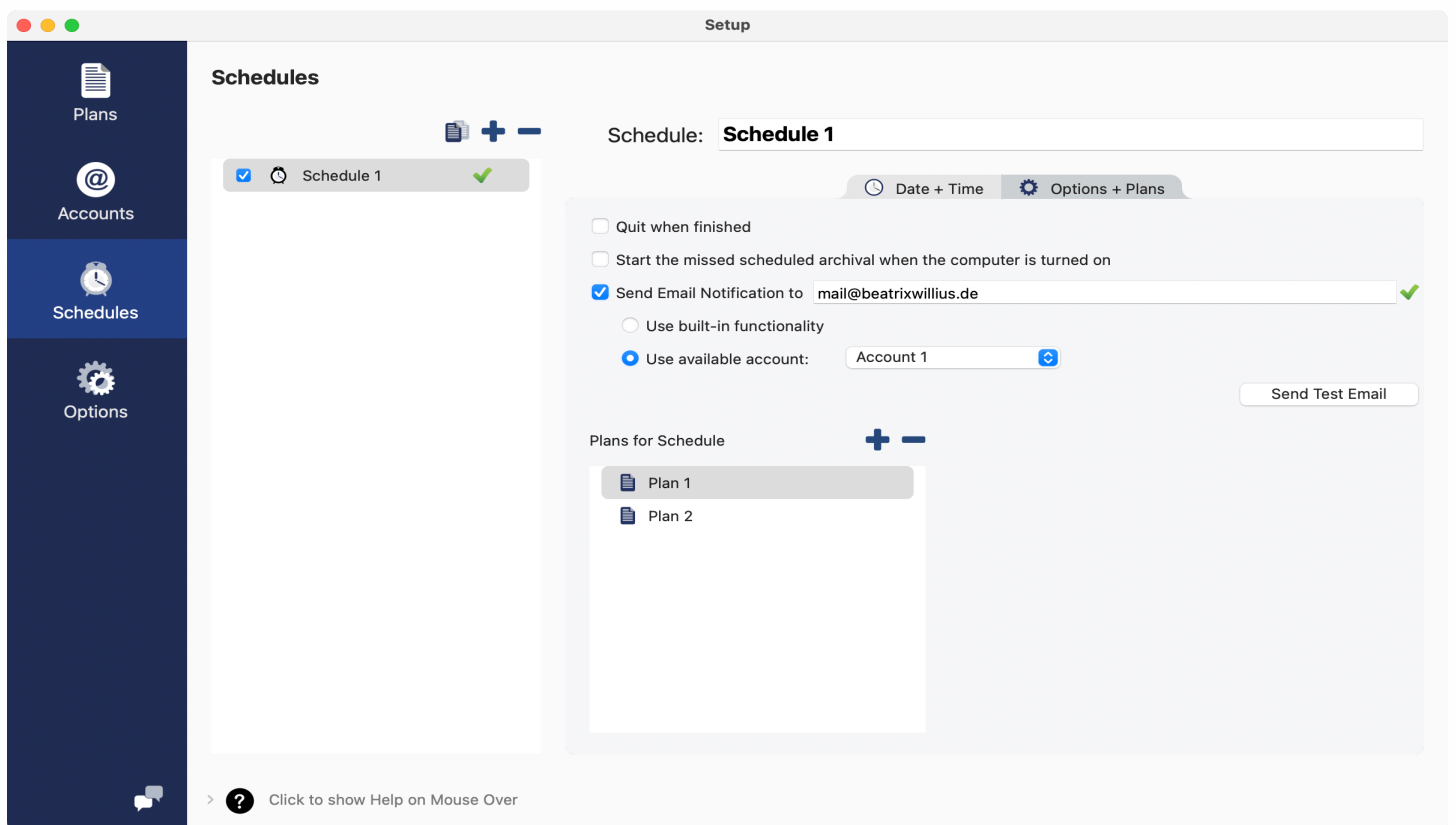 Setup
Plans
@
Accounts
Schedules
Options
Schedules
Schedule 1
Schedule: Schedule 1
Date + Time
Options + Plans
Quit when finished
Start the missed scheduled archival when the computer is turned on
Send Email Notification to mail@beatrixwillius.de
Use built-in functionality
Use available account: Account 1
Send Test Email
Plans for Schedule
Plan 1
Plan 2
? Click to show Help on Mouse Over